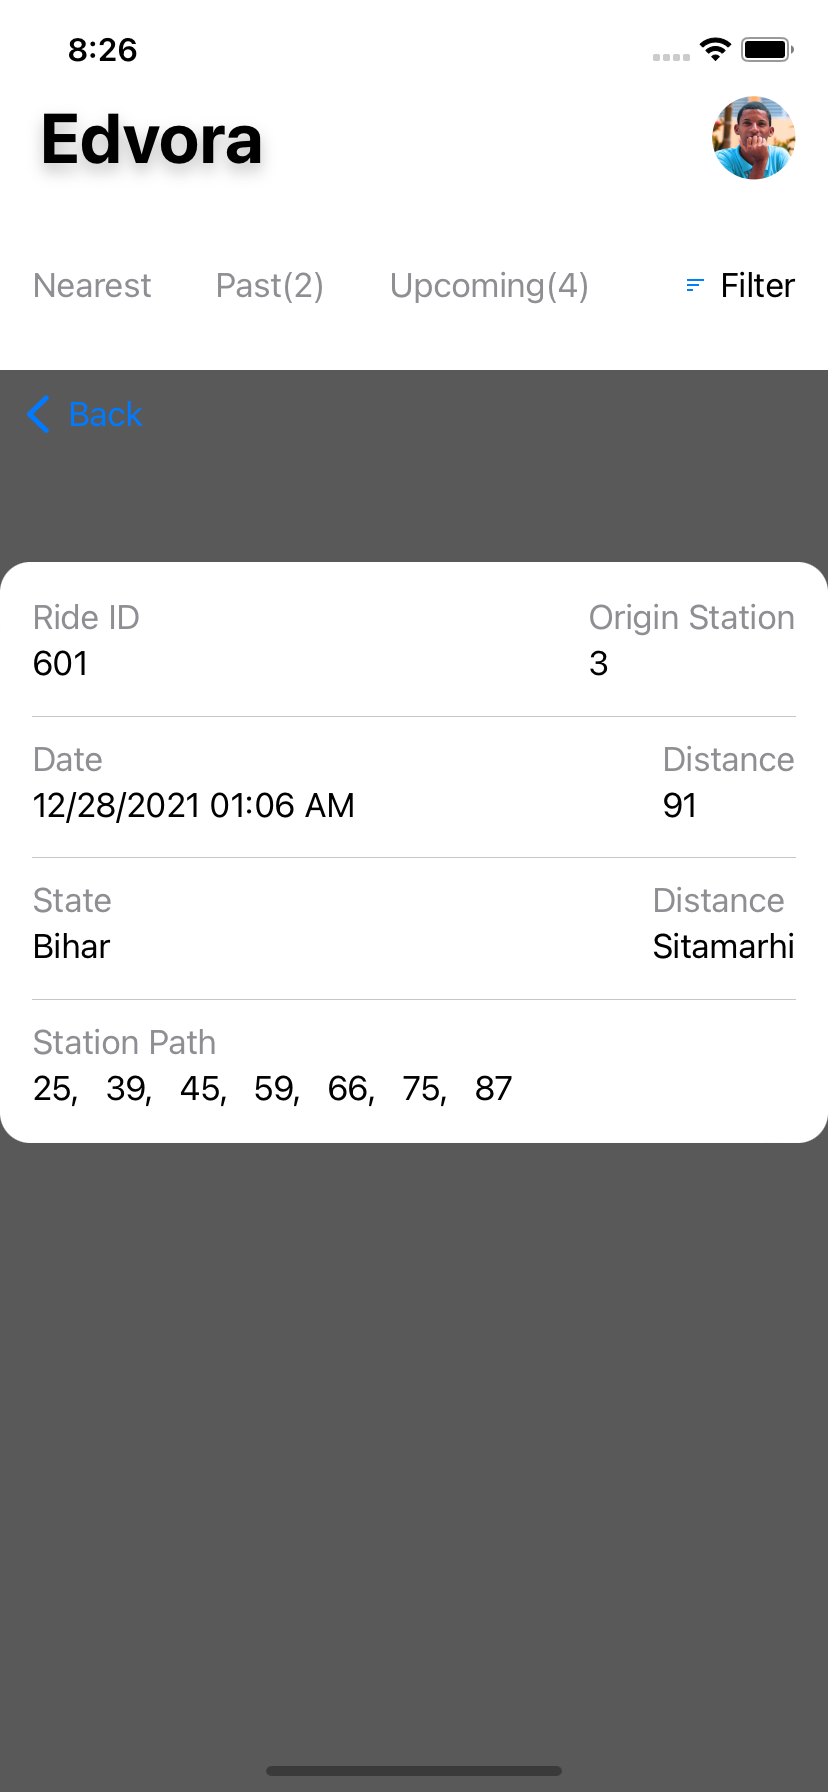 8:26
Edvora
Nearest Past(2) Upcoming(4) Filter
Back
Ride ID Origin Station
601 3
Date Distance
12/28/2021 01:06 AM 91
State Distance
Bihar Sitamarhi
Station Path
25, 39, 45, 59, 66, 75, 87